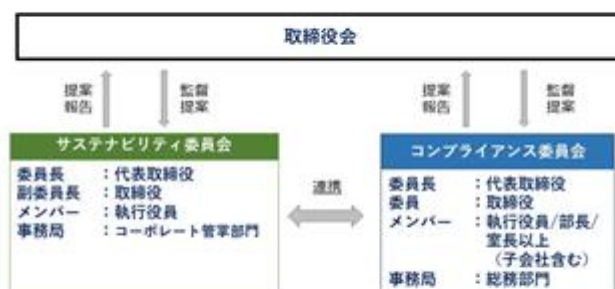 取締役会
提案
報告
監督
提案
提案
報告
監督
提案
サステナビリティ委員会
委員長 :代表取締役
副委員長 :取締役
メンバー :執行役員
事務局 :コーポレート管掌部門
連携
コンプライアンス委員会
委員長 :代表取締役
委員 :取締役
メンバー :執行役員/部長/
室長以上
(子会社含む)
事務局 :総務部門